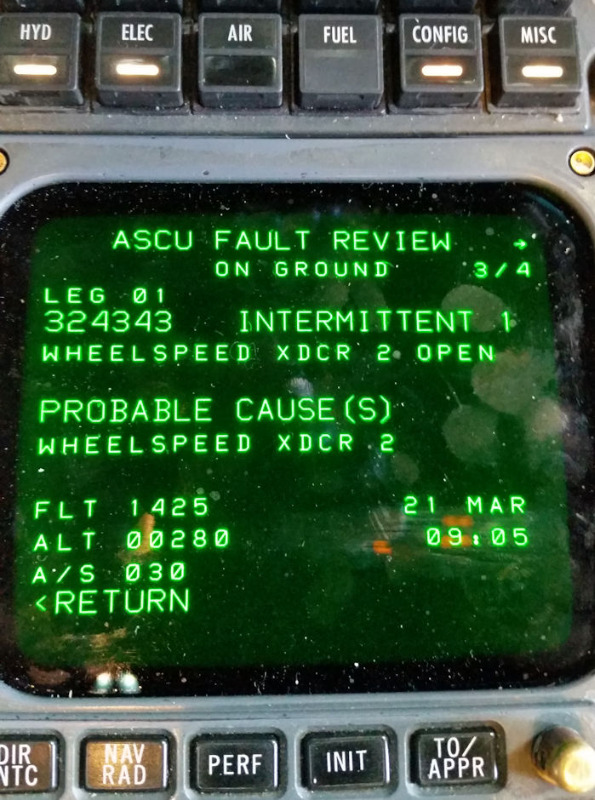 HYD ELEC AIR FUEL CONFIG MISC
ASCU FAULT REVIEW →
ON GROUND 3/4
LEG 01
324343 INTERMITTENT 1
WHEELSPEED XDCR 2 OPEN
PROBABLE CAUSE(S)
WHEELSPEED XDCR 2
FLT 1425 21 MAR
ALT 00280 09:05
A/S 030
<RETURN
DIR NAV PERF INIT TO/
NTC RAD APPR